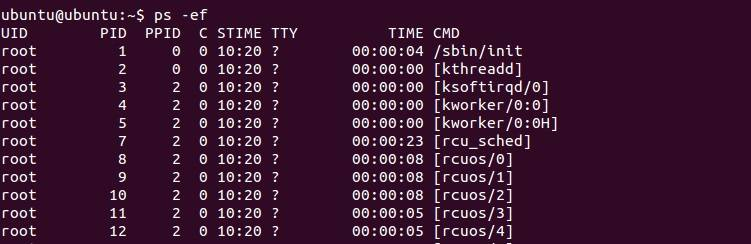 ubuntu@ubuntu:~$ ps -ef
UID        PID  PPID  C STIME TTY          TIME CMD
root         1     0  0 10:20 ?        00:00:04 /sbin/init
root         2     0  0 10:20 ?        00:00:00 [kthreadd]
root         3     2  0 10:20 ?        00:00:00 [ksoftirqd/0]
root         4     2  0 10:20 ?        00:00:00 [kworker/0:0]
root         5     2  0 10:20 ?        00:00:00 [kworker/0:0H]
root         7     2  0 10:20 ?        00:00:23 [rcu_sched]
root         8     2  0 10:20 ?        00:00:08 [rcuos/0]
root         9     2  0 10:20 ?        00:00:08 [rcuos/1]
root        10     2  0 10:20 ?        00:00:08 [rcuos/2]
root        11     2  0 10:20 ?        00:00:05 [rcuos/3]
root        12     2  0 10:20 ?        00:00:05 [rcuos/4]